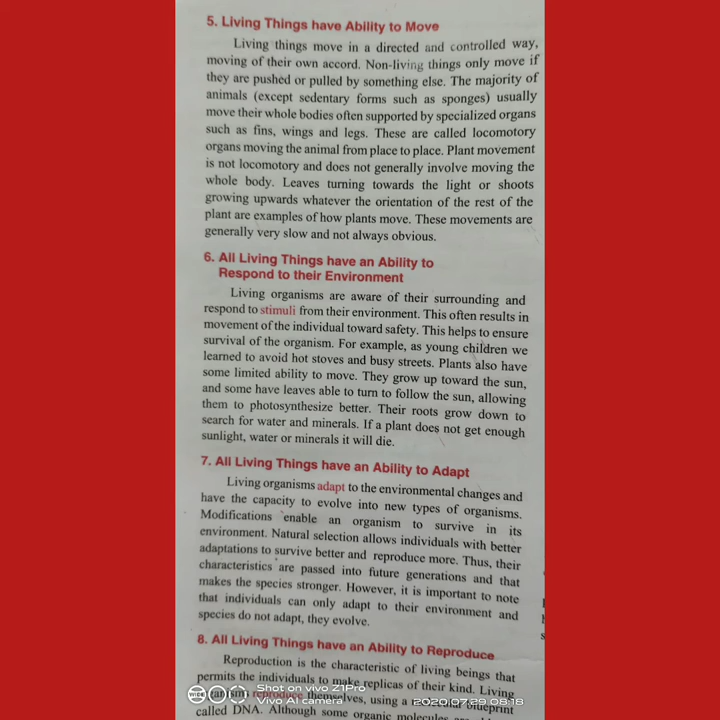 5. Living Things have Ability to Move
Living things move in a directed and controlled way,
moving of their own accord. Non-living things only move if
they are pushed or pulled by something else. The majority of
animals (except sedentary forms such as sponges) usually
move their whole bodies often supported by specialized organs
such as fins, wings and legs. These are called locomotory
organs moving the animal from place to place. Plant movement
is not locomotory and does not generally involve moving the
whole body. Leaves turning towards the light or shoots
growing upwards whatever the orientation of the rest of the
plant are examples of how plants move. These movements are
generally very slow and not always obvious.
6. All Living Things have an Ability to
Respond to their Environment
Living organisms are aware of their surrounding and
respond to stimuli from their environment. This often results in
movement of the individual toward safety. This helps to ensure
survival of the organism. For example, as young children we
learned to avoid hot stoves and busy streets. Plants also have
some limited ability to move. They grow up toward the sun,
and some have leaves able to turn to follow the sun, allowing
them to photosynthesize better. Their roots grow down to
search for water and minerals. If a plant does not get enough
sunlight, water or minerals it will die.
7. All Living Things have an Ability to Adapt
Living organisms adapt to the environmental changes and
have the capacity to evolve into new types of organisms.
Modifications enable an organism to survive in its
environment. Natural selection allows individuals with better
adaptations to survive better and reproduce more. Thus, their
characteristics are passed into future generations and that
makes the species stronger. However, it is important to note
that individuals can only adapt to their environment and
species do not adapt, they evolve.
8. All Living Things have an Ability to Reproduce
Reproduction is the characteristic of living beings that
permits the individuals to make replicas of their kind. Living
reproduce themselves, using a blueprint
called DNA. Although some organic molecules
Shot on vivo Z1Pro
Vivo AI camera
2020.07.29 08:18